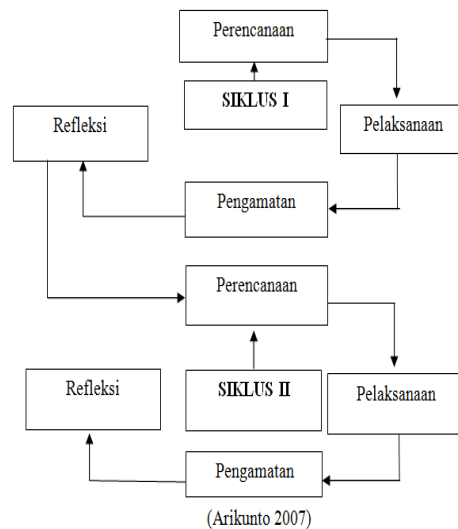 Perencanaan
SIKLUS I
Refleksi
Pelaksanaan
Pengamatan
Perencanaan
Refleksi
SIKLUS II
Pelaksanaan
Pengamatan
(Arikunto 2007)